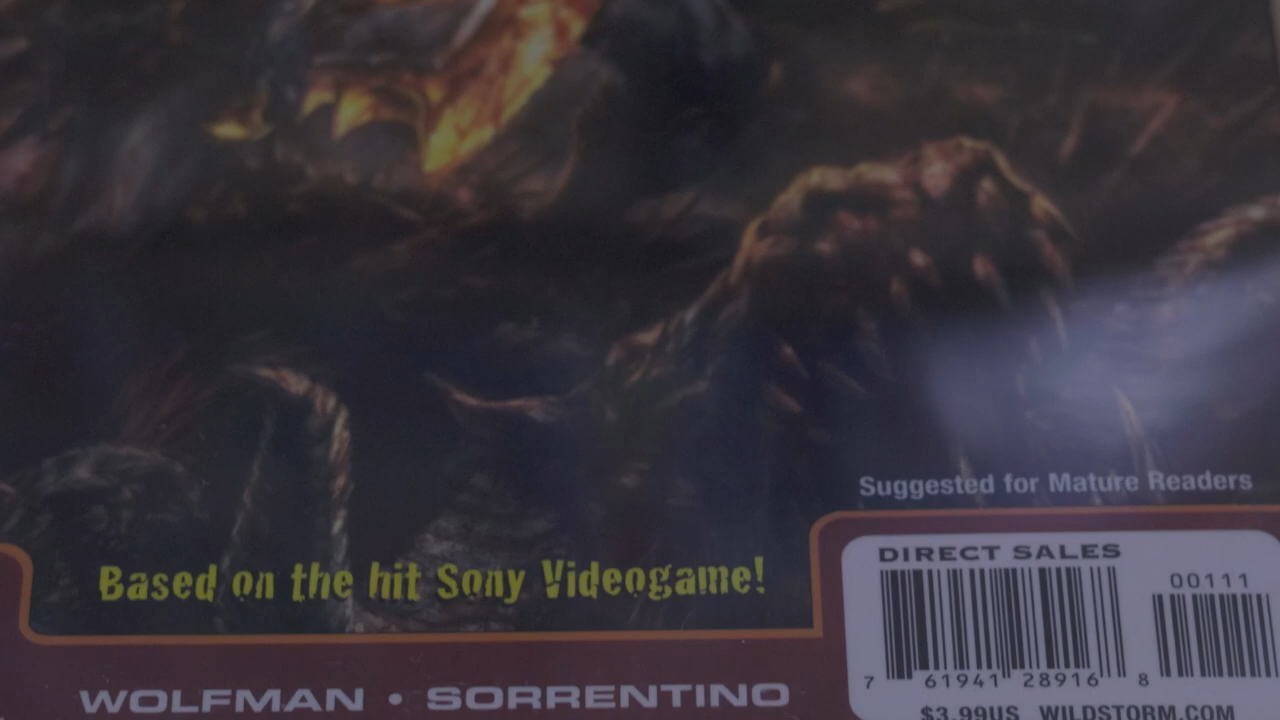 Suggested for Mature Readers
DIRECT SALES
00111
Based on the hit Sony Videogame!
7 61941 28916 8
WOLFMAN • SORRENTINO
$3.99US WILDSTORM.COM